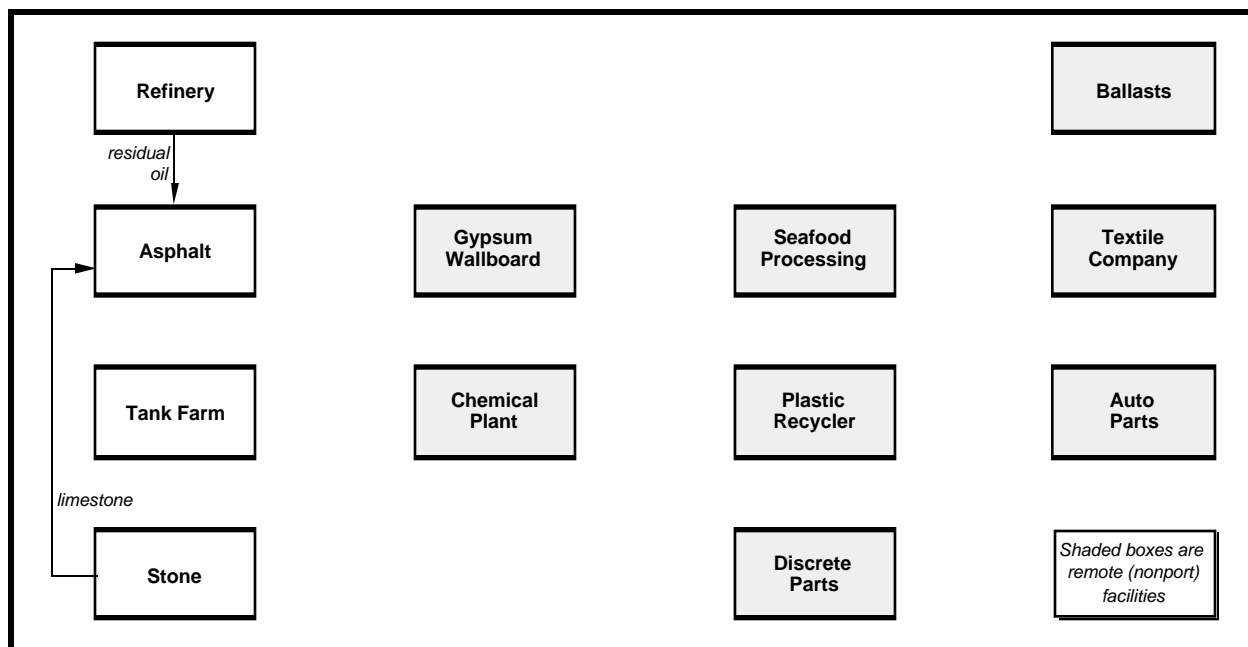 Refinery
Ballasts
residual
oil
Asphalt
Gypsum
Wallboard
Seafood
Processing
Textile
Company
Tank Farm
Chemical
Plant
Plastic
Recycler
Auto
Parts
limestone
Stone
Discrete
Parts
Shaded boxes are
remote (nonport)
facilities